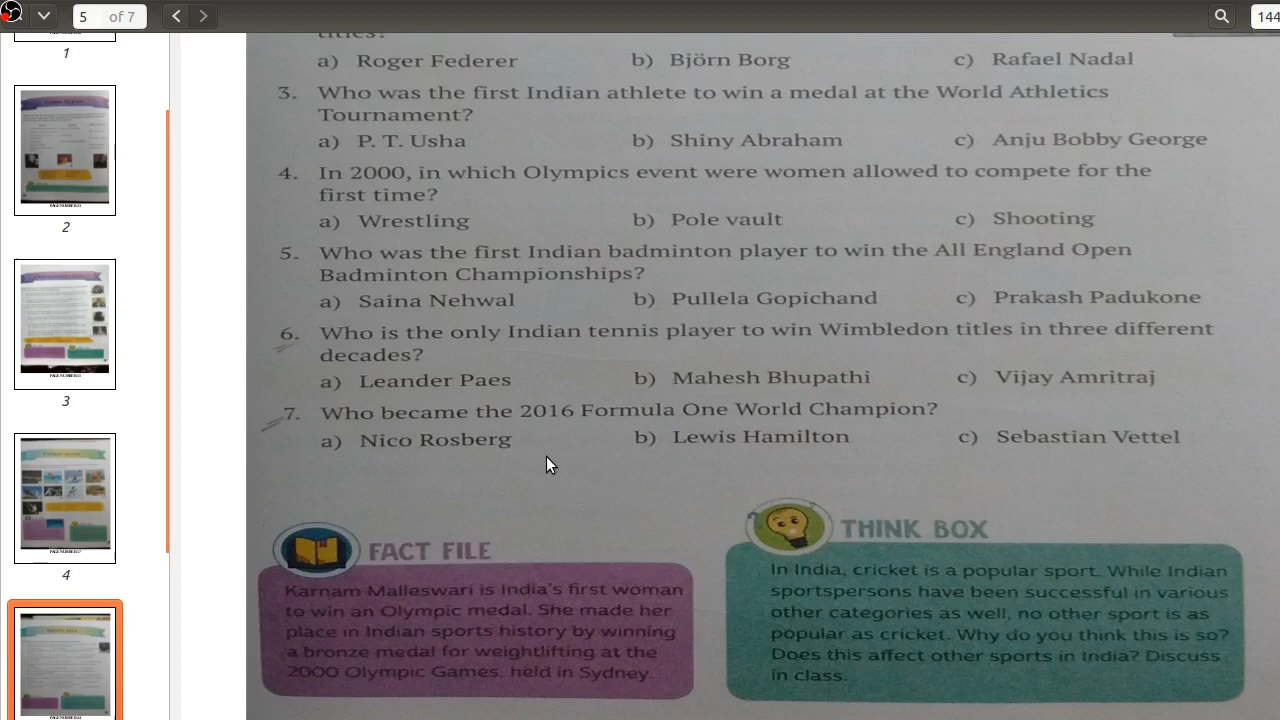 5 of 7
144
1
2
3
4
titles?
a) Roger Federer b) Björn Borg c) Rafael Nadal
3. Who was the first Indian athlete to win a medal at the World Athletics
Tournament?
a) P. T. Usha b) Shiny Abraham c) Anju Bobby George
4. In 2000, in which Olympics event were women allowed to compete for the
first time?
a) Wrestling b) Pole vault c) Shooting
5. Who was the first Indian badminton player to win the All England Open
Badminton Championships?
a) Saina Nehwal b) Pullela Gopichand c) Prakash Padukone
6. Who is the only Indian tennis player to win Wimbledon titles in three different
decades?
a) Leander Paes b) Mahesh Bhupathi c) Vijay Amritraj
7. Who became the 2016 Formula One World Champion?
a) Nico Rosberg b) Lewis Hamilton c) Sebastian Vettel
FACT FILE
Karnam Malleswari is India's first woman
to win an Olympic medal. She made her
place in Indian sports history by winning
a bronze medal for weightlifting at the
2000 Olympic Games, held in Sydney.
THINK BOX
In India, cricket is a popular sport. While Indian
sportspersons have been successful in various
other categories as well, no other sport is as
popular as cricket. Why do you think this is so?
Does this affect other sports in India? Discuss
in class.